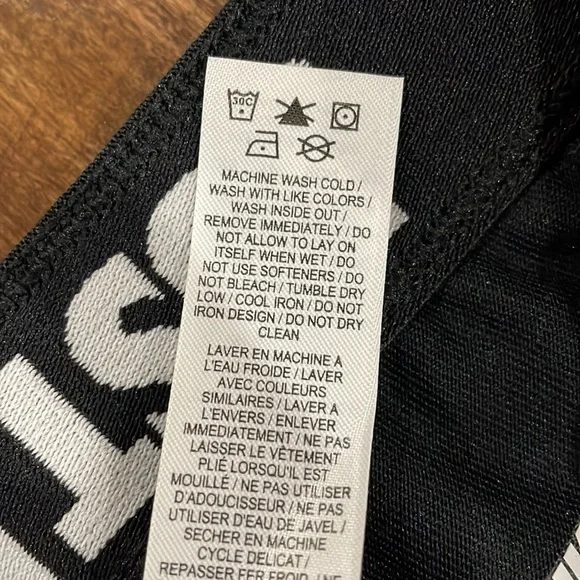 30C
MACHINE WASH COLD /
WASH WITH LIKE COLORS /
WASH INSIDE OUT /
REMOVE IMMEDIATELY / DO
NOT ALLOW TO LAY ON
ITSELF WHEN WET / DO
NOT USE SOFTENERS / DO
NOT BLEACH / TUMBLE DRY
LOW / COOL IRON / DO NOT
IRON DESIGN / DO NOT DRY
CLEAN
LAVER EN MACHINE A
L'EAU FROIDE / LAVER
AVEC COULEURS
SIMILAIRES / LAVER A
L'ENVERS / ENLEVER
IMMEDIATEMENT / NE PAS
LAISSER LE VÊTEMENT
PLIÉ LORSQU'IL EST
MOUILLÉ / NE PAS UTILISER
D'ADOUCISSEUR / NE PAS
UTILISER D'EAU DE JAVEL /
SECHER EN MACHINE
CYCLE DELICAT /
REPASSER FER FROID / NE